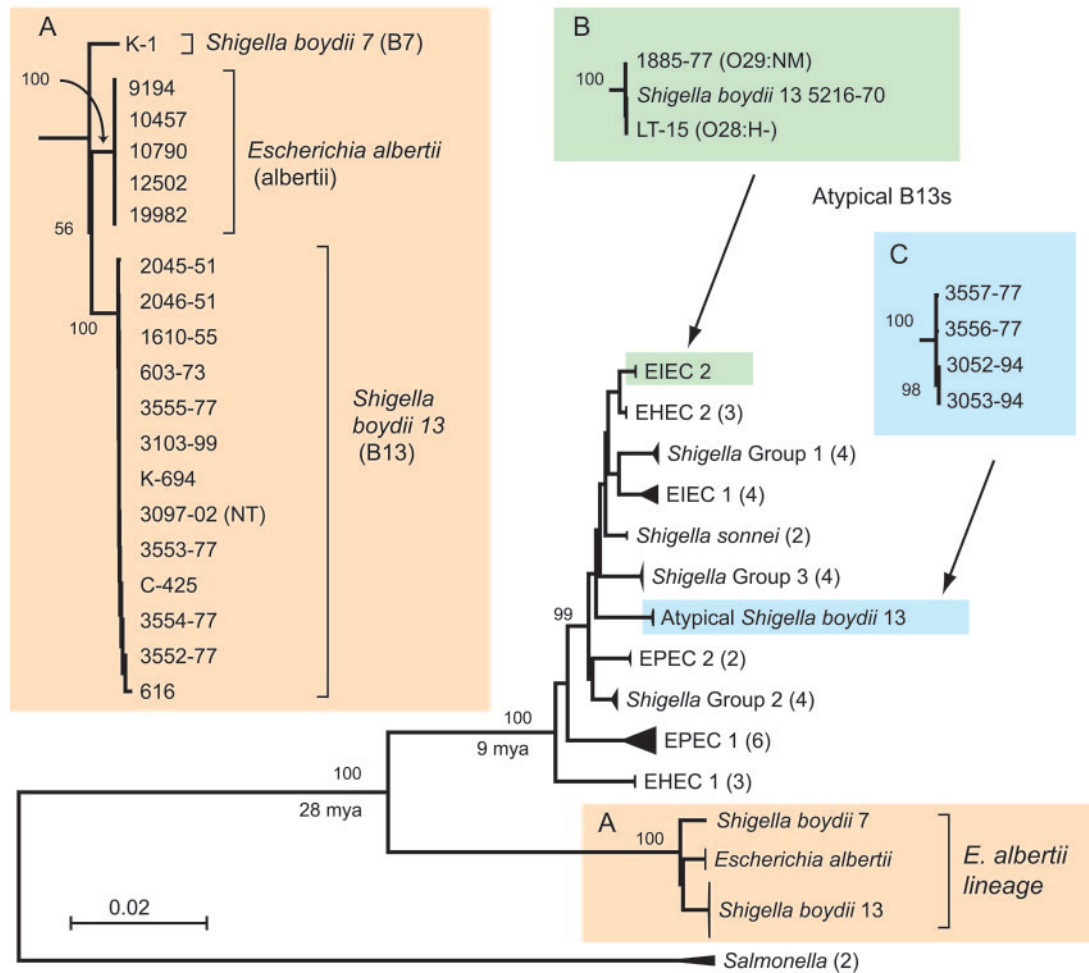 A
K-1
Shigella boydii 7 (B7)
100
9194
10457
10790
12502
19982
Escherichia albertii
(albertii)
56
100
2045-51
2046-51
1610-55
603-73
3555-77
3103-99
K-694
3097-02 (NT)
3553-77
C-425
3554-77
3552-77
616
Shigella
boydii 13
(B13)
B
100
1885-77 (O29:NM)
Shigella boydii 13 5216-70
LT-15 (O28:H-)
Atypical B13s
C
100
98
3557-77
3556-77
3052-94
3053-94
EIEC 2
EHEC 2 (3)
Shigella Group 1 (4)
EIEC 1 (4)
Shigella sonnei (2)
Shigella Group 3 (4)
Atypical Shigella boydii 13
99
EPEC 2 (2)
Shigella Group 2 (4)
100
9 mya
EPEC 1 (6)
EHEC 1 (3)
100
28 mya
A
100
Shigella boydii 7
Escherichia albertii
Shigella boydii 13
E. albertii
lineage
0.02
Salmonella (2)